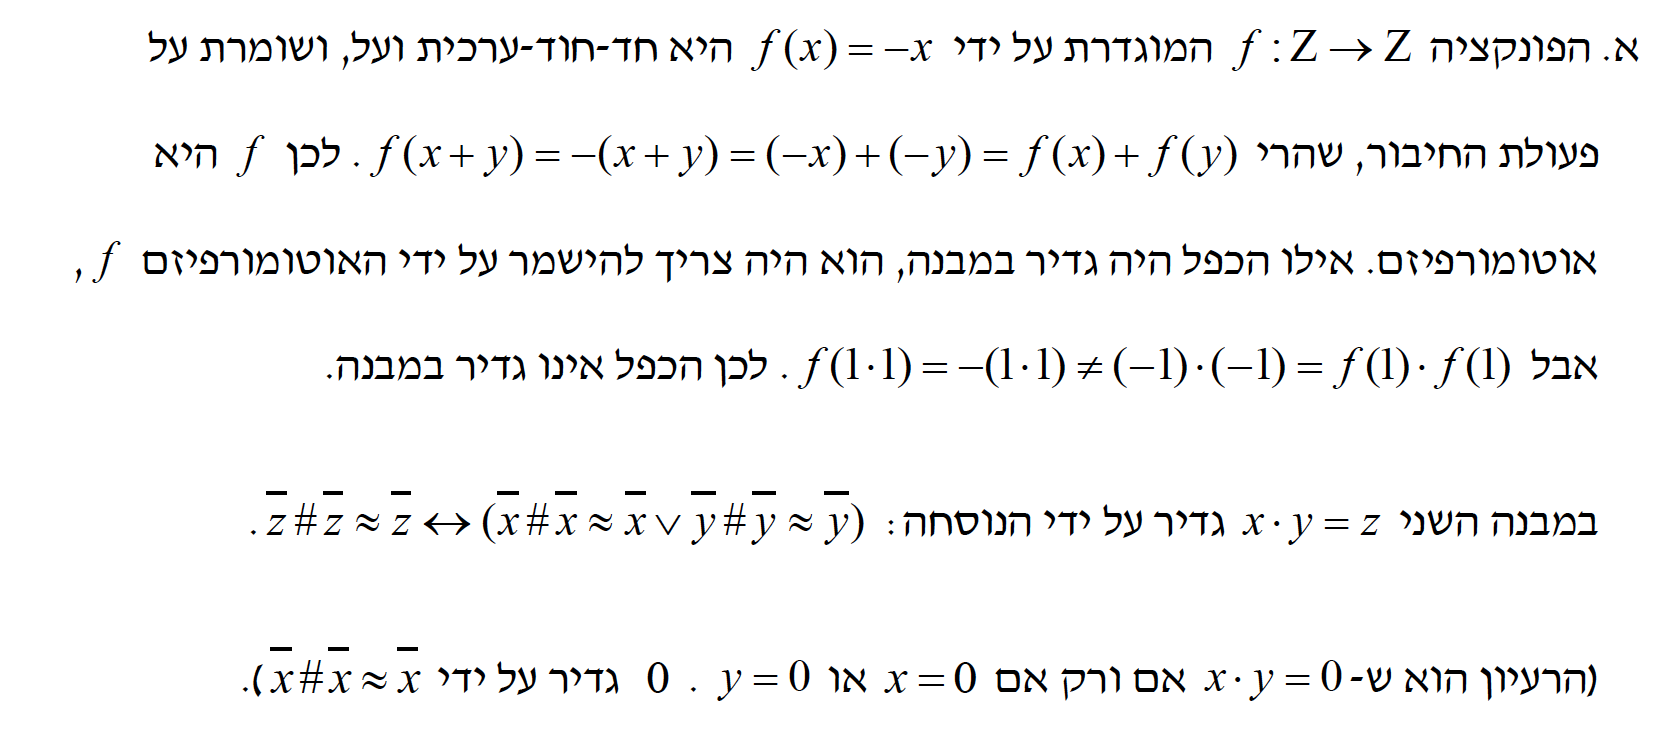 א. הפונקציה f : Z → Z המוגדרת על ידי f(x) = −x היא חד-חוד-ערכית ועל, ושומרת על
פעולת החיבור, שהרי f(x + y) = −(x + y) = (−x) + (−y) = f(x) + f(y) . לכן f היא
אוטומורפיזם. אילו הכפל היה גדיר במבנה, הוא היה צריך להישמר על ידי האוטומורפיזם f ,
אבל f(1·1) = −(1·1) ≠ (−1)·(−1) = f(1)· f(1) . לכן הכפל אינו גדיר במבנה.
במבנה השני x · y = z גדיר על ידי הנוסחה: z̅ # z̅ ≈ z̅ ↔ (x̅ # x̅ ≈ x̅ ∨ y̅ # y̅ ≈ y̅) .
(הרעיון הוא ש- x · y = 0 אם ורק אם x = 0 או y = 0 . 0 גדיר על ידי x̅ # x̅ ≈ x̅).